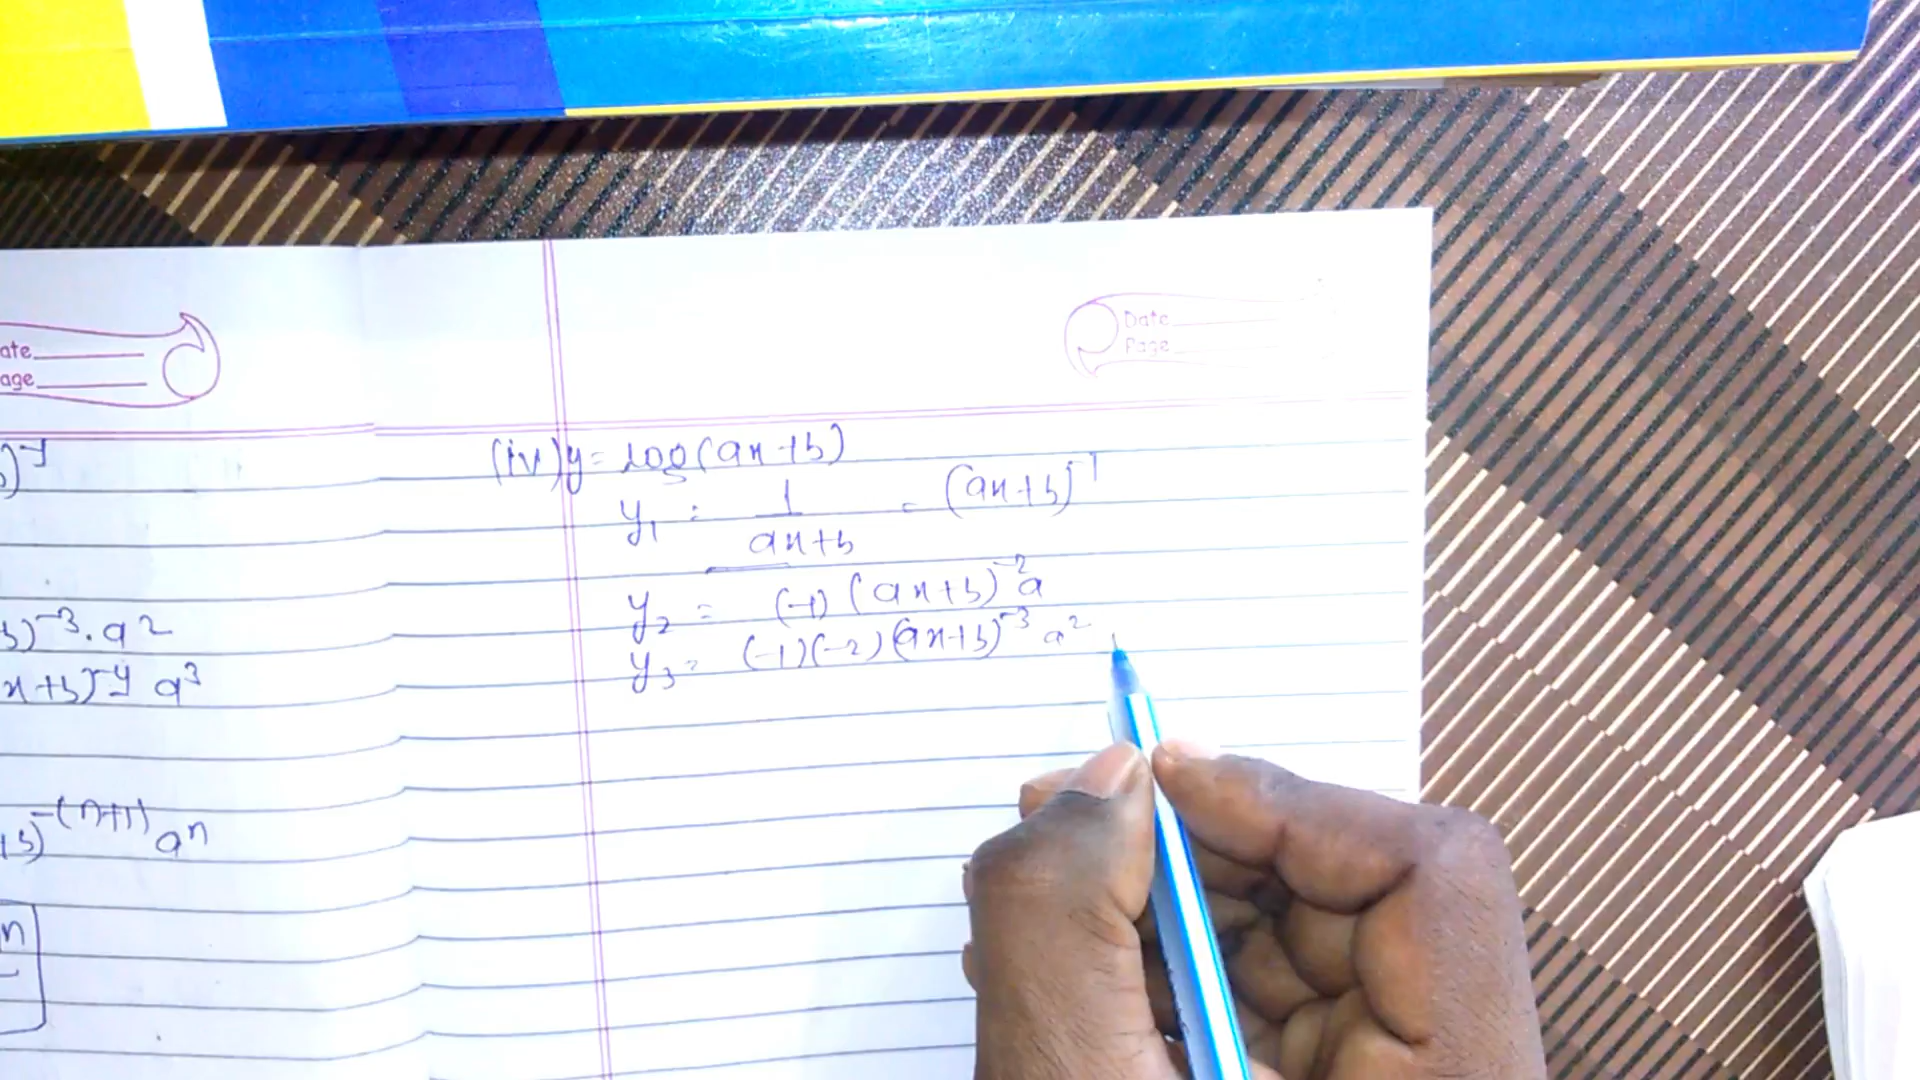 ate
age
)⁻
b)⁻³.a²
x+b)⁻⁴ a³
+b)⁻⁽ⁿ⁺¹⁾ aⁿ
n
Date
Page
(iv) y = log(ax+b)
y₁ = 1/(ax+b) = (ax+b)⁻¹
y₂ = (-1)(ax+b)⁻²a
y₃ = (-1)(-2)(ax+b)⁻³ a²